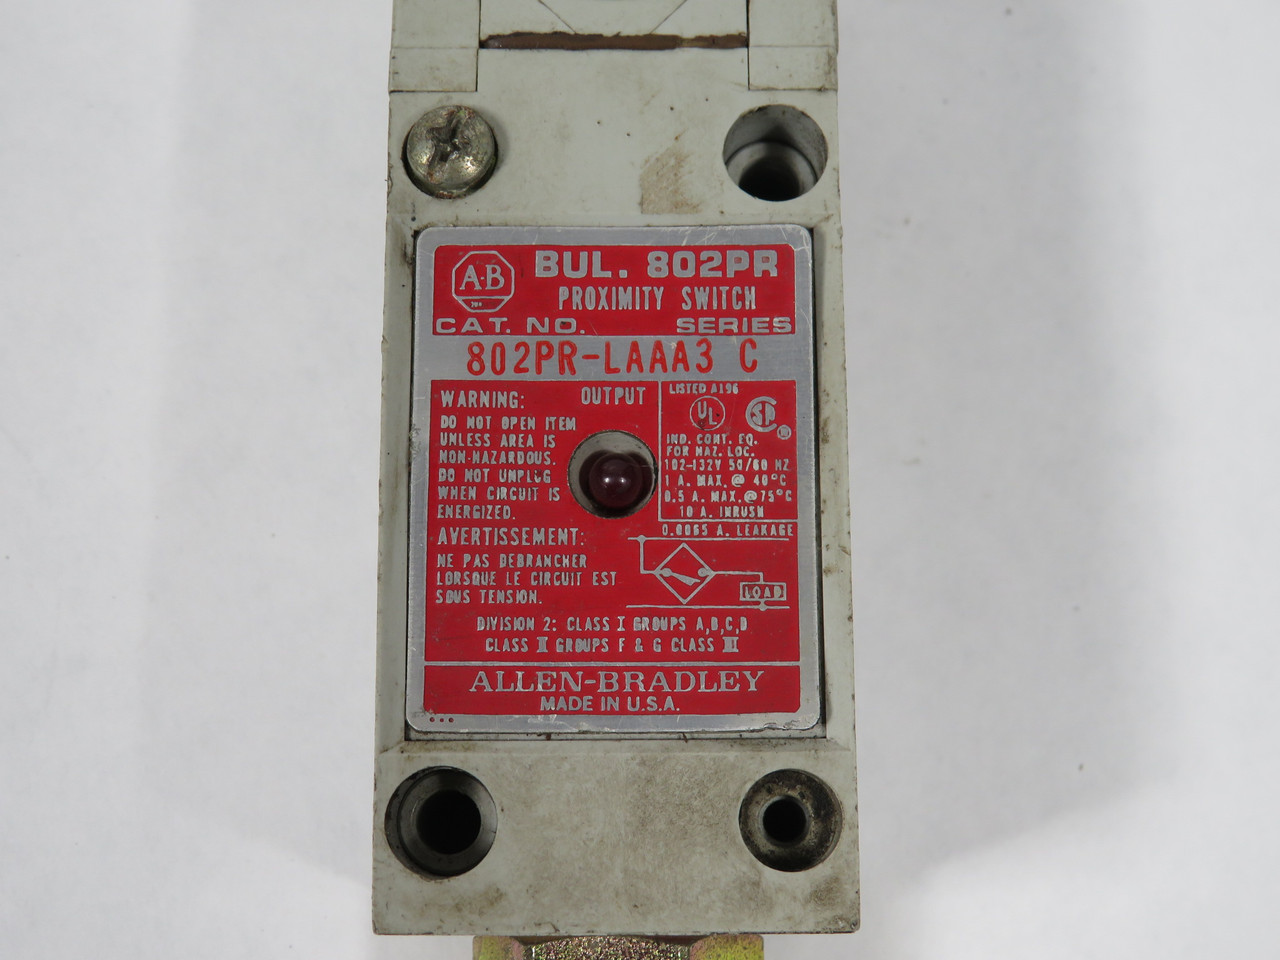 A·B
BUL. 802PR
PROXIMITY SWITCH
CAT. NO. SERIES
802PR-LAAA3 C
WARNING:
DO NOT OPEN ITEM
UNLESS AREA IS
NON-HAZARDOUS.
DO NOT UNPLUG
WHEN CIRCUIT IS
ENERGIZED.
OUTPUT
LISTED A196
UL
SA
IND. CONT. EQ.
FOR HAZ. LOC.
102-132V 50/60 HZ
1 A. MAX. @ 40°C
0.5 A. MAX. @ 75°C
10 A. INRUSH
0.0065 A. LEAKAGE
AVERTISSEMENT:
NE PAS DEBRANCHER
LORSQUE LE CIRCUIT EST
SOUS TENSION.
LOAD
DIVISION 2: CLASS I GROUPS A,B,C,D
CLASS II GROUPS F & G CLASS III
ALLEN-BRADLEY
MADE IN U.S.A.